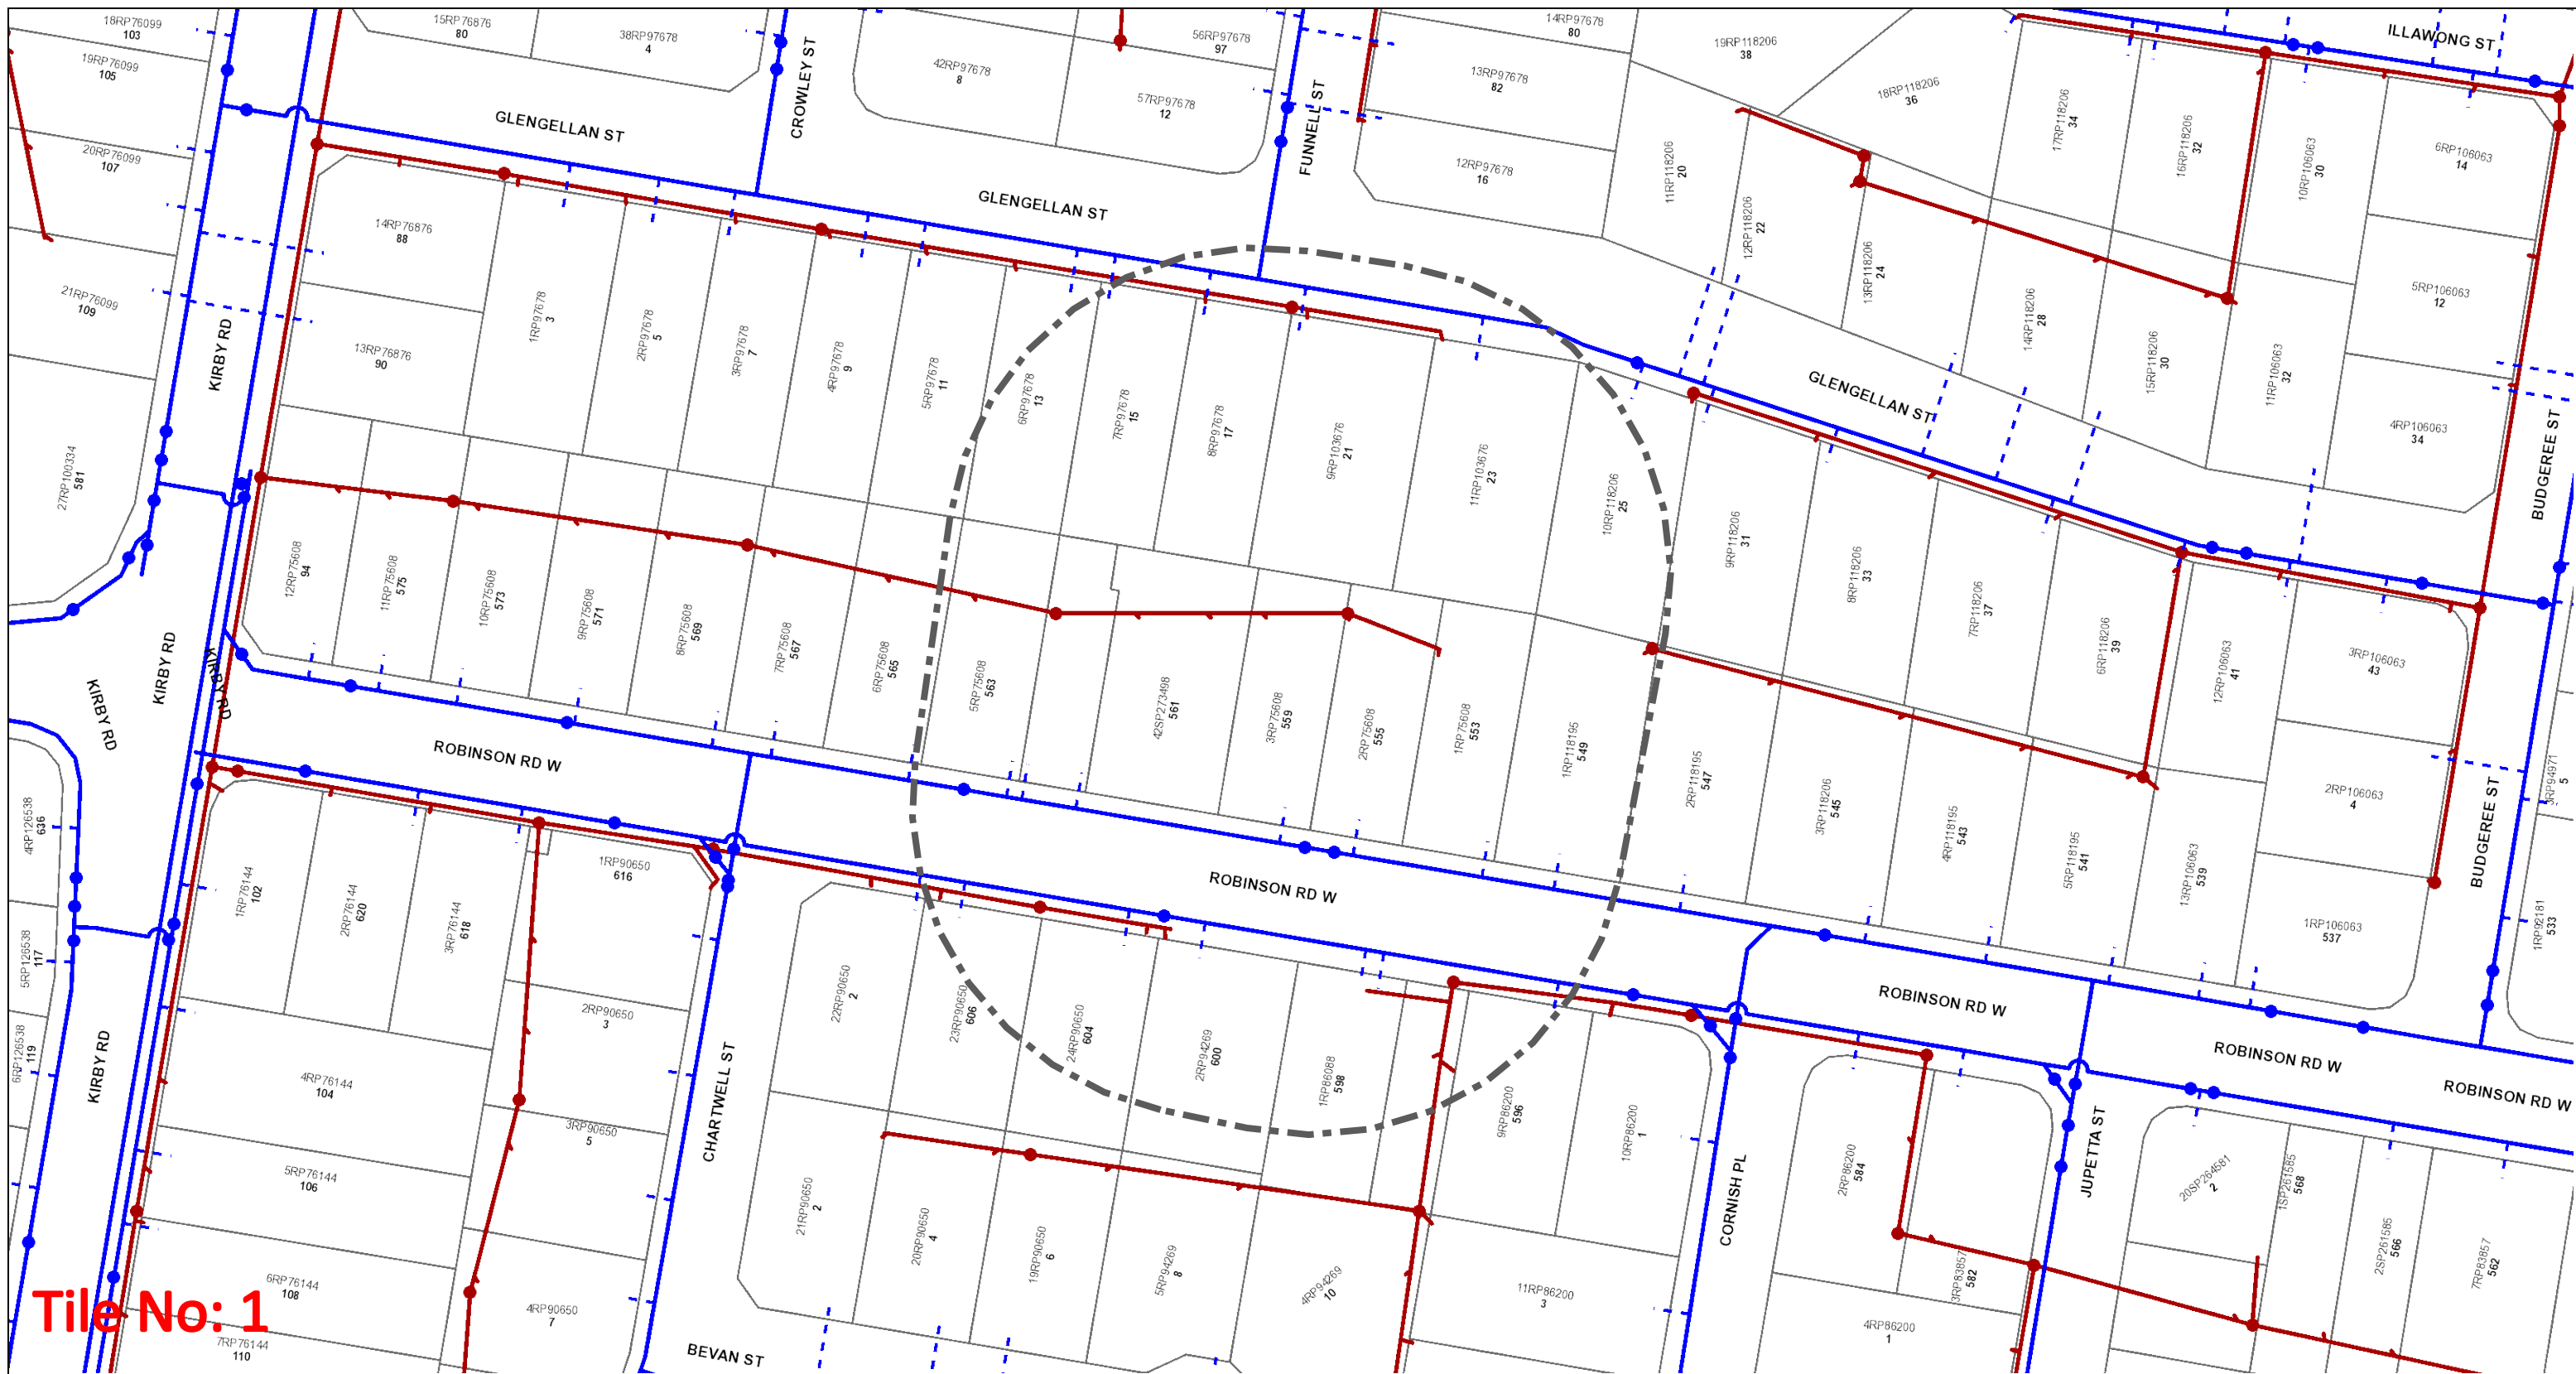 18RP76099
103
15RP76876
80
38RP97678
4
56RP97678
97
14RP97678
80
ILLAWONG ST
19RP118206
38
19RP76099
105
CROWLEY ST
42RP97678
8
57RP97678
12
FUNNELL ST
13RP97678
82
18RP118206
36
17RP118206
34
16RP118206
32
10RP106063
30
6RP106063
14
GLENGELLAN ST
20RP76099
107
12RP97678
16
11RP118206
20
12RP118206
22
13RP118206
24
GLENGELLAN ST
14RP76876
88
5RP106063
12
21RP76099
109
KIRBY RD
13RP76876
90
1RP97678
3
2RP97678
5
3RP97678
7
4RP97678
9
5RP97678
11
6RP97678
13
7RP97678
15
8RP97678
17
9RP103676
21
11RP103676
23
10RP118206
25
GLENGELLAN ST
14RP118206
28
15RP118206
30
11RP106063
32
4RP106063
34
BUDGEREE ST
27RP100334
581
9RP118206
31
8RP118206
33
7RP118206
37
6RP118206
39
12RP106063
41
3RP106063
43
12RP75608
94
11RP75608
575
10RP75608
573
9RP75608
571
8RP75608
569
7RP75608
567
6RP75608
565
5RP75608
563
42SP273498
561
3RP75608
559
2RP75608
555
1RP75608
553
1RP118195
549
2RP118195
547
3RP118206
545
4RP118195
543
5RP118195
541
13RP106063
539
2RP106063
4
1RP106063
537
3RP94971
5
BUDGEREE ST
1RP92181
533
KIRBY RD
KIRBY RD
KIRBY RD
ROBINSON RD W
ROBINSON RD W
4RP126538
636
1RP76144
102
2RP76144
620
3RP76144
618
1RP90650
616
5RP126538
117
22RP90650
2
23RP90650
606
24RP90650
604
2RP94269
600
1RP86088
598
9RP86200
596
10RP86200
1
ROBINSON RD W
ROBINSON RD W
ROBINSON RD W
6RP126538
119
KIRBY RD
2RP90650
3
4RP76144
104
CHARTWELL ST
3RP90650
5
5RP76144
106
21RP90650
2
20RP90650
4
19RP90650
6
5RP94269
8
4RP94269
10
CORNISH PL
2RP86200
584
JUPETTA ST
20SP264581
2
1SP261585
568
2SP261585
566
7RP83857
562
3RP83857
582
6RP76144
108
4RP90650
7
11RP86200
3
4RP86200
1
Tile No: 1
7RP76144
110
BEVAN ST